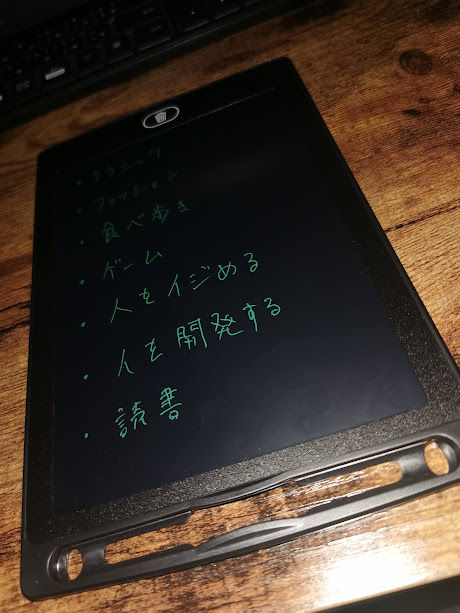 ・クラシック
・ファッション
・食べ歩き
・ゲーム
・人をイジめる
・人を開発する
・読書